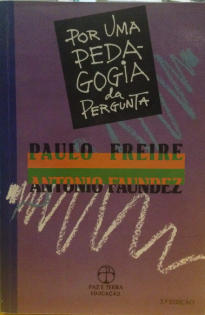 POR UMA
PEDA-
GOGIA
da
PERGUNTA
PAULO FREIRE
ANTONIO FAUNDEZ
PAZ E TERRA
EDUCAÇÃO